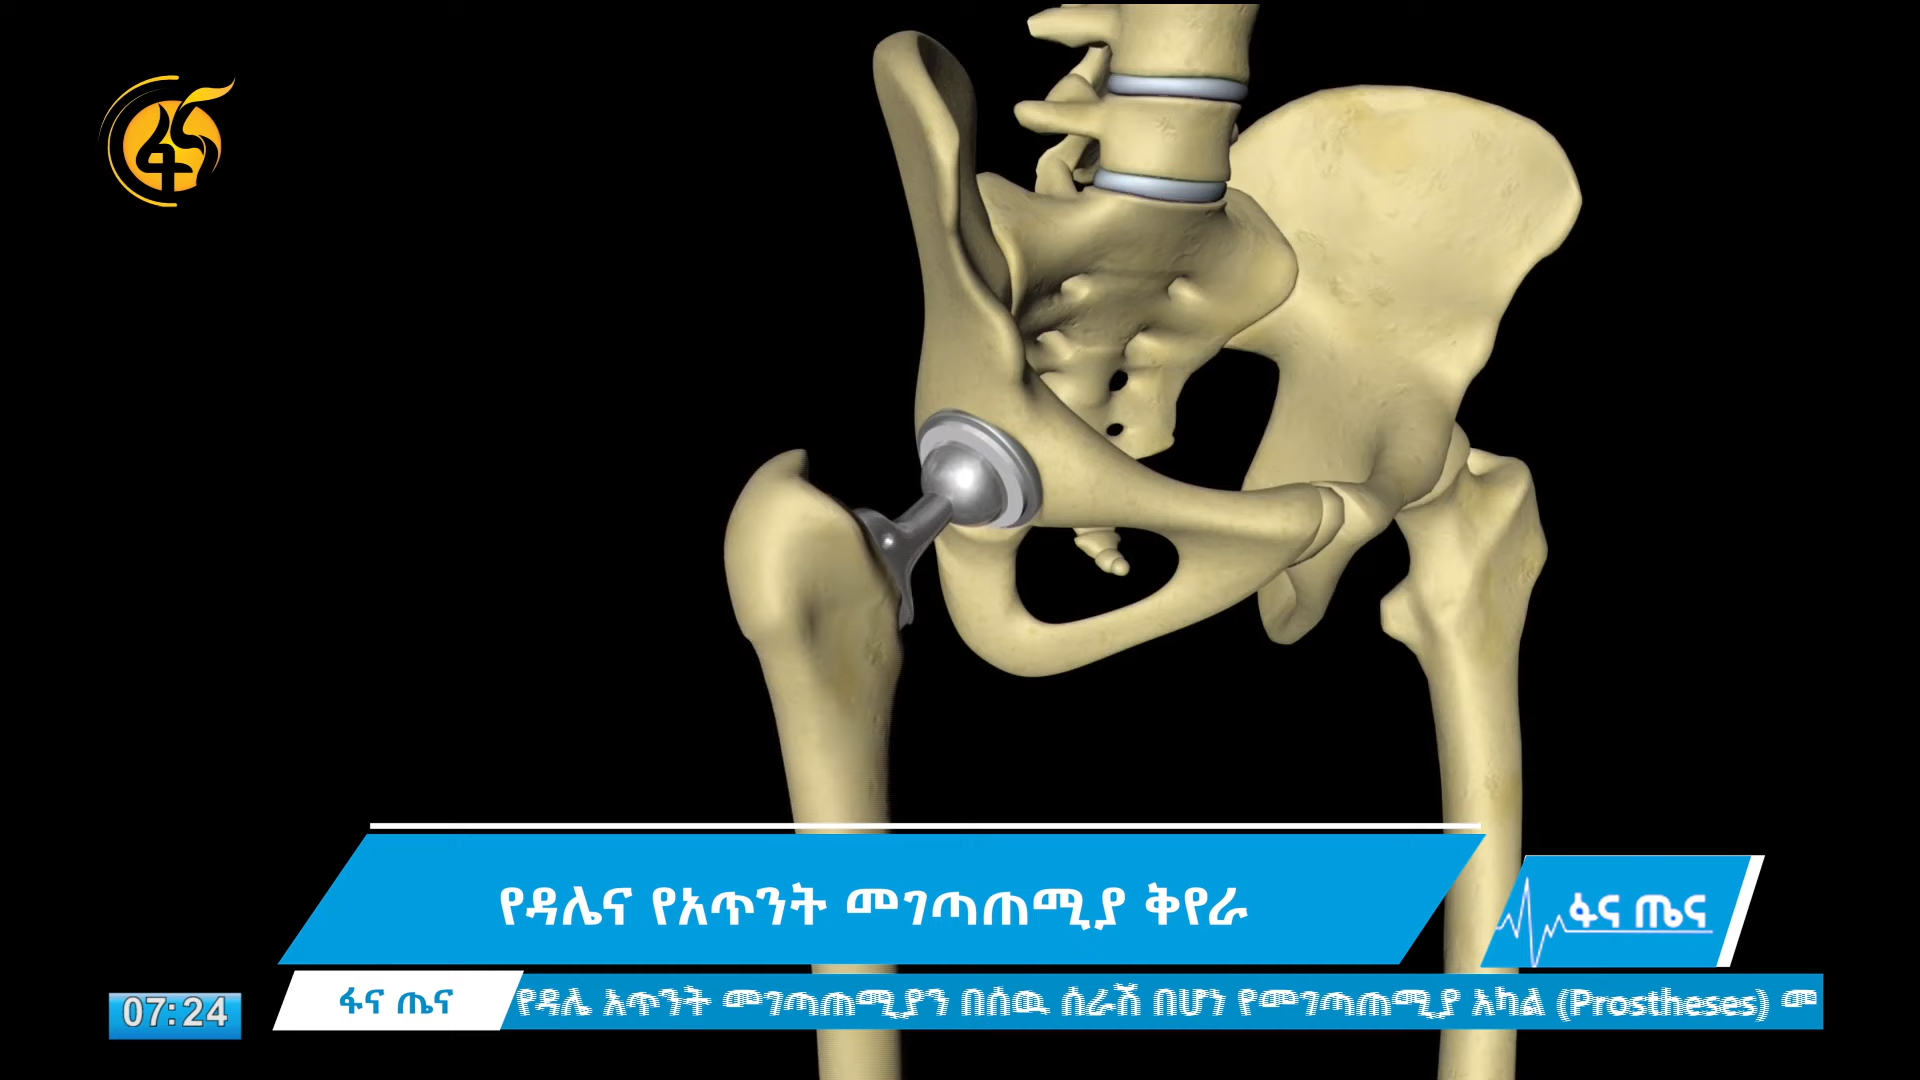 ፋና
የዳሌና የአጥንት መገጣጠሚያ ቅየራ
ፋና ጤና
07:24
ፋና ጤና
የዳሌ አጥንት መገጣጠሚያን በሰዉ ሰራሽ በሆነ የመገጣጠሚያ አካል (Prostheses) መ